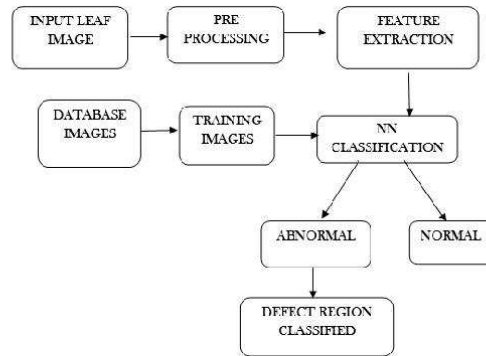 INPUT LEAF
IMAGE
PRE
PROCESSING
FEATURE
EXTRACTION
DATABASE
IMAGES
TRAINING
IMAGES
NN
CLASSIFICATION
ABNORMAL
NORMAL
DEFECT REGION
CLASSIFIED